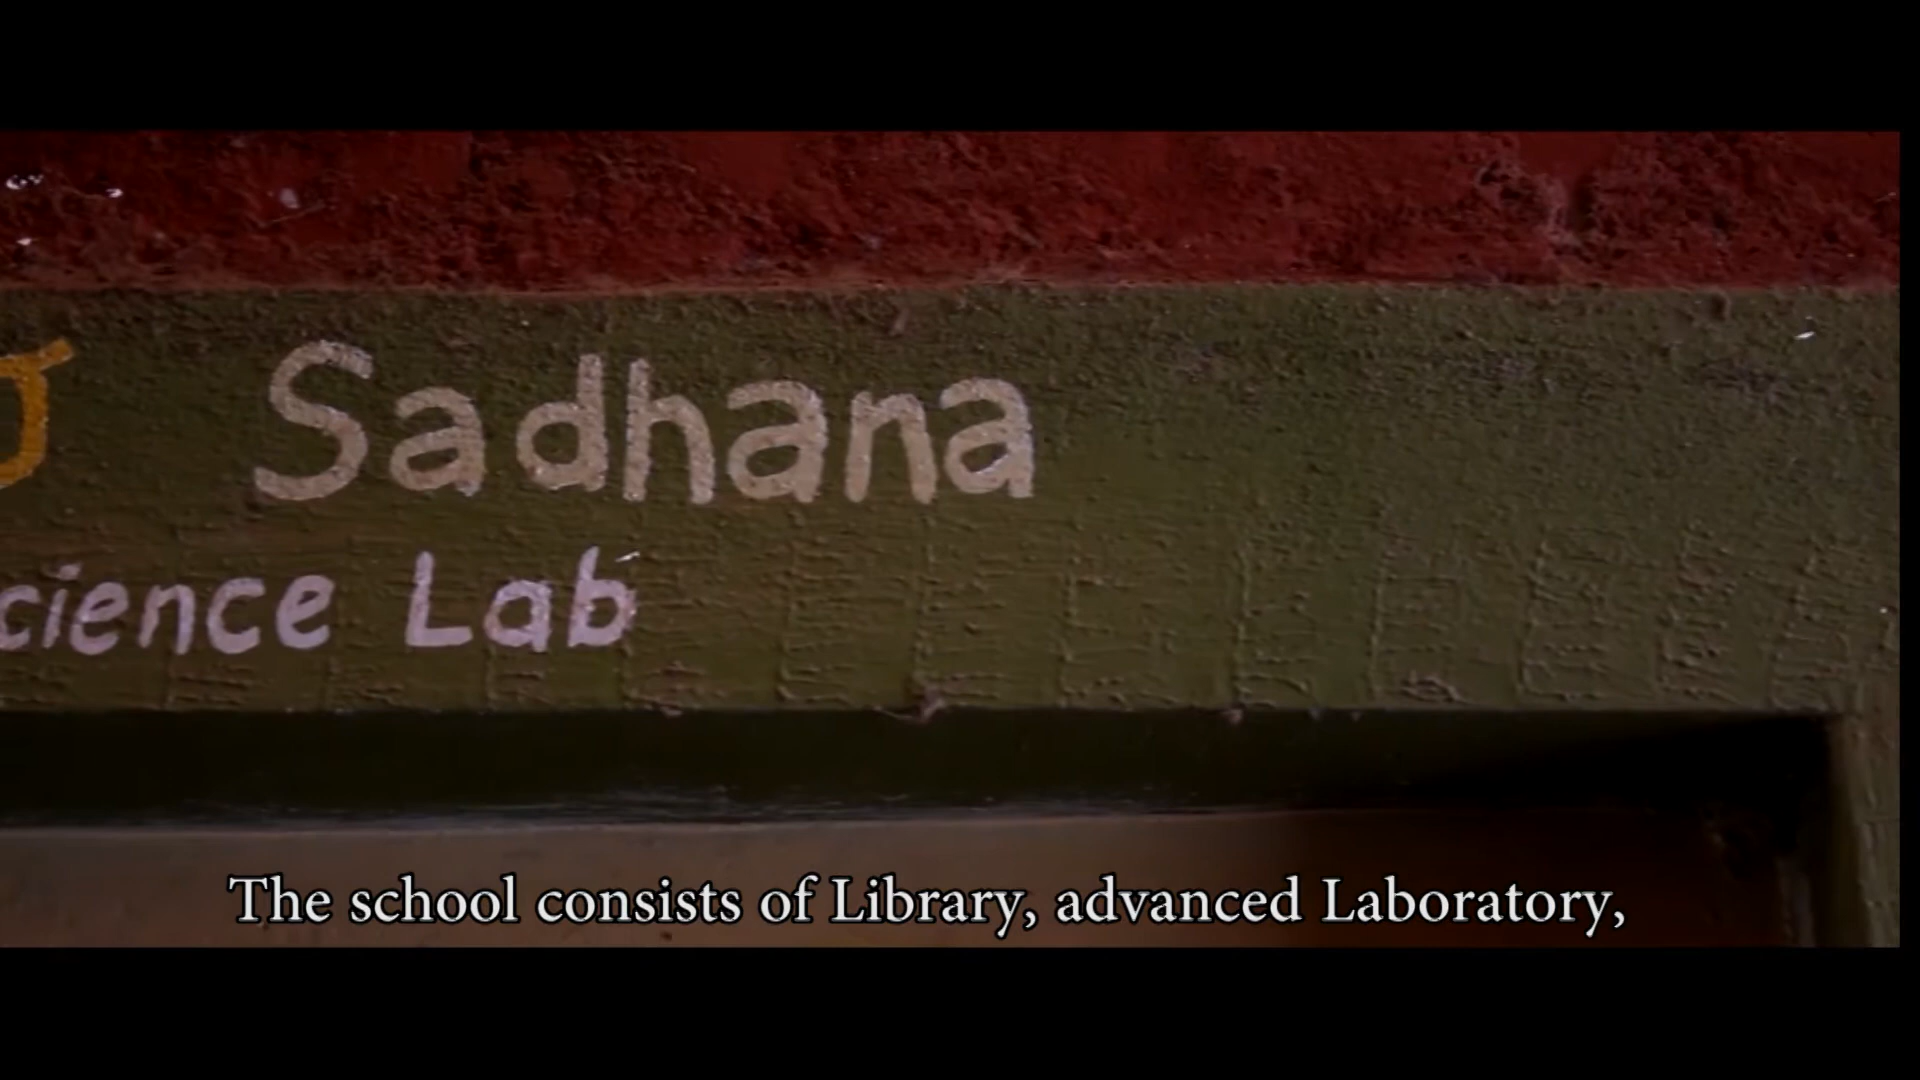 Sadhana
cience Lab
The school consists of Library, advanced Laboratory,